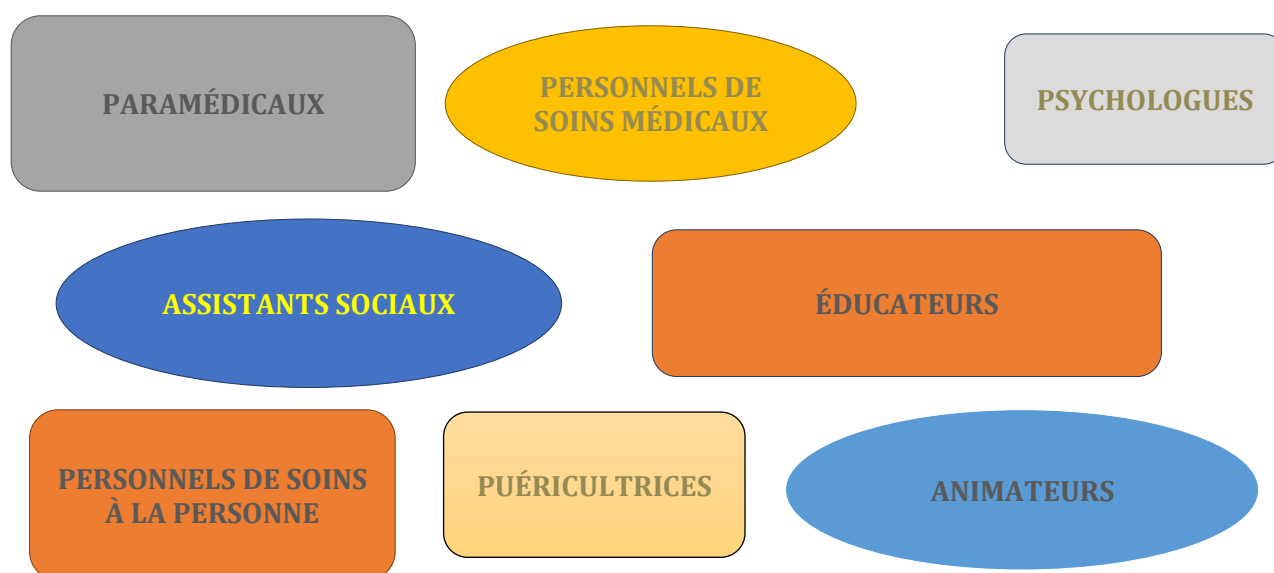 PARAMÉDICAUX
PERSONNELS DE
SOINS MÉDICAUX
PSYCHOLOGUES
ASSISTANTS SOCIAUX
ÉDUCATEURS
PERSONNELS DE SOINS
À LA PERSONNE
PUÉRICULTRICES
ANIMATEURS